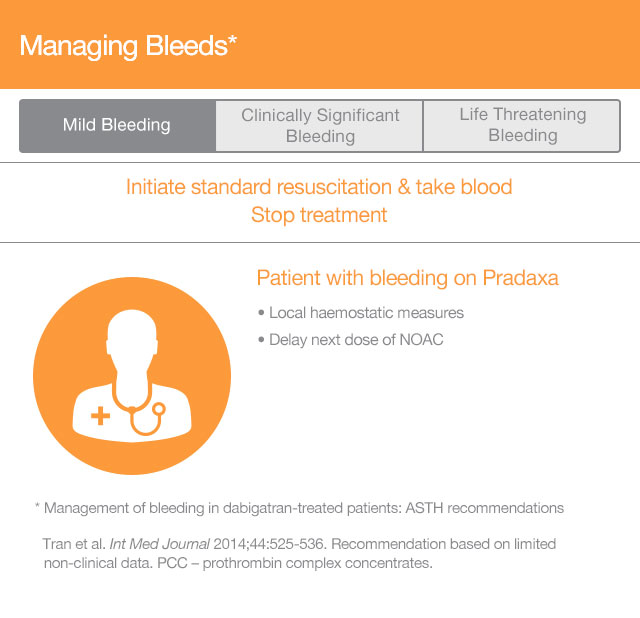 Managing Bleeds*
Mild Bleeding
Clinically Significant
Bleeding
Life Threatening
Bleeding
Initiate standard resuscitation & take blood
Stop treatment
Patient with bleeding on Pradaxa
• Local haemostatic measures
• Delay next dose of NOAC
* Management of bleeding in dabigatran-treated patients: ASTH recommendations
Tran et al. Int Med Journal 2014;44:525-536. Recommendation based on limited
non-clinical data. PCC – prothrombin complex concentrates.